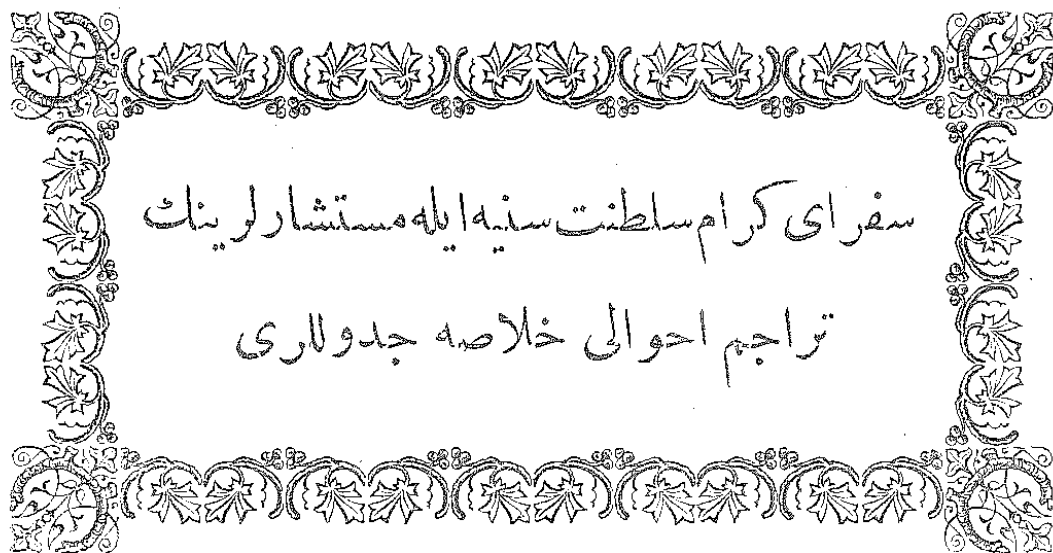 سفرای کرام سلطنت سنیه ایله مستشارلرینك
تراجم احوالی خلاصه جدوللری